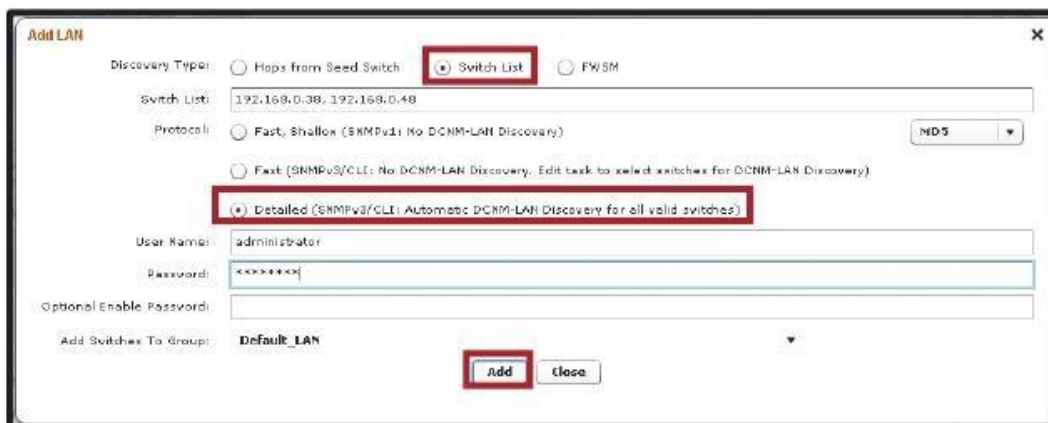 Add LAN
Discovery Type: Hops from Seed Switch Switch List FWSM
Switch List: 192.168.0.38, 192.168.0.48
Protocol: Fast, Shallow (SNMPv1: No DCNM-LAN Discovery) MD5
Fast (SNMPv3/CLI: No DCNM-LAN Discovery. Edit task to select switches for DCNM-LAN Discovery)
Detailed (SNMPv3/CLI: Automatic DCNM-LAN Discovery for all valid switches)
User Name: administrator
Password: ********
Optional Enable Password:
Add Switches To Group: Default_LAN
Add Close